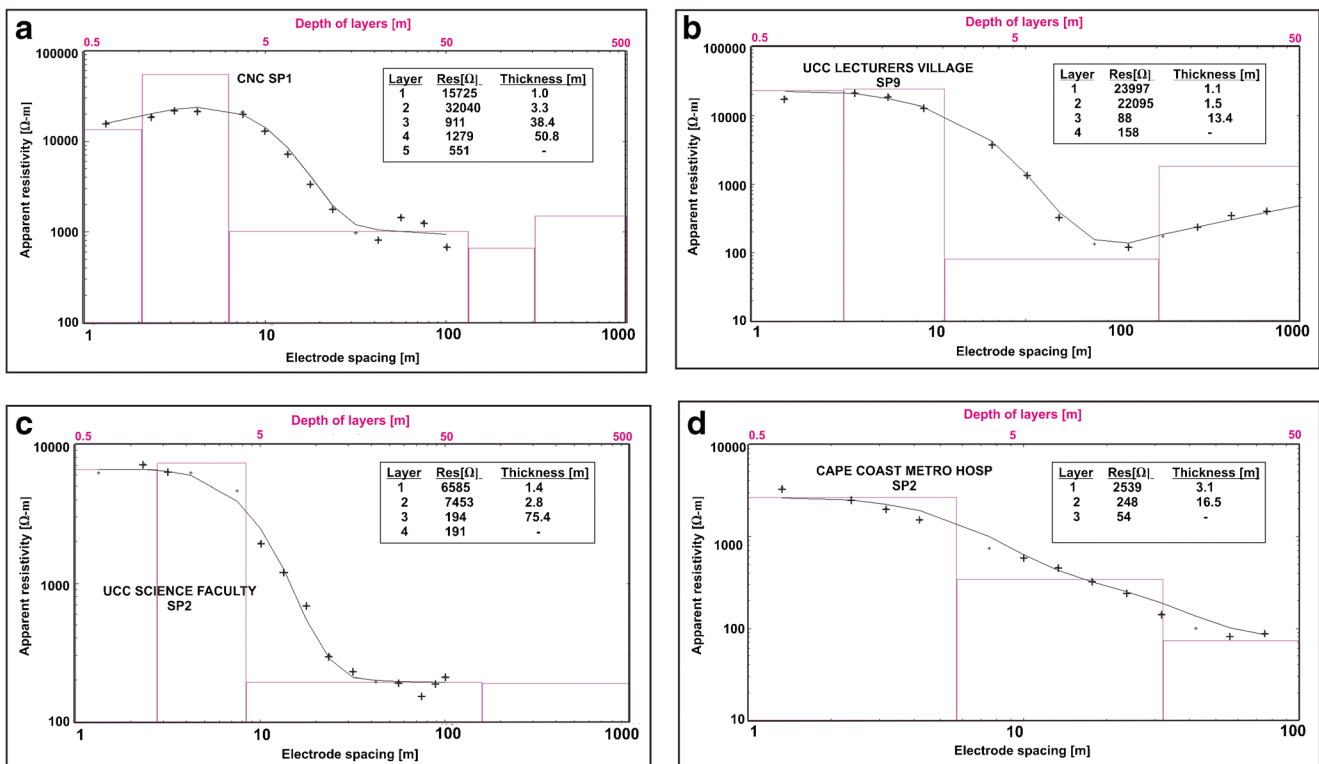 a
Depth of layers [m]
0.5 5 50 500
100000
10000
1000
100
Apparent resistivity [Ω-m]
CNC SP1
Layer Res[Ω] Thickness [m]
1 15725 1.0
2 32040 3.3
3 911 38.4
4 1279 50.8
5 551 -
1 10 100 1000
Electrode spacing [m]
b
Depth of layers [m]
0.5 5 50
100000
10000
1000
100
10
Apparent resistivity [Ω-m]
UCC LECTURERS VILLAGE
SP9
Layer Res[Ω] Thickness [m]
1 23997 1.1
2 22095 1.5
3 88 13.4
4 158 -
1 10 100 1000
Electrode spacing [m]
c
Depth of layers [m]
0.5 5 50 500
10000
1000
100
Apparent resistivity [Ω-m]
UCC SCIENCE FACULTY
SP2
Layer Res[Ω] Thickness [m]
1 6585 1.4
2 7453 2.8
3 194 75.4
4 191 -
1 10 100 1000
Electrode spacing [m]
d
Depth of layers [m]
0.5 5 50
10000
1000
100
10
Apparent resistivity [Ω-m]
CAPE COAST METRO HOSP
SP2
Layer Res[Ω] Thickness [m]
1 2539 3.1
2 248 16.5
3 54 -
1 10 100
Electrode spacing [m]